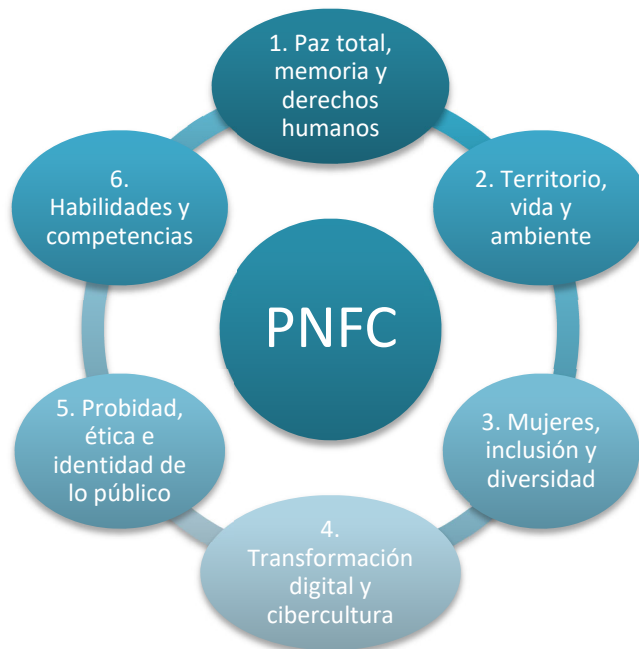 1. Paz total,
memoria y
derechos
humanos
2. Territorio,
vida y
ambiente
3. Mujeres,
inclusión y
diversidad
4.
Transformación
digital y
cibercultura
5. Probidad,
ética e
identidad de
lo público
6.
Habilidades y
competencias
PNFC